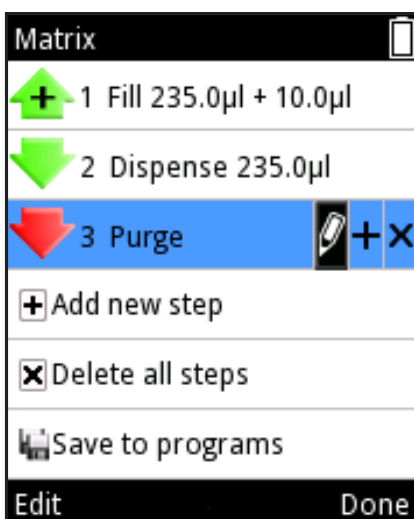 Matrix
1 Fill 235.0µl + 10.0µl
2 Dispense 235.0µl
3 Purge
Add new step
Delete all steps
Save to programs
Edit Done